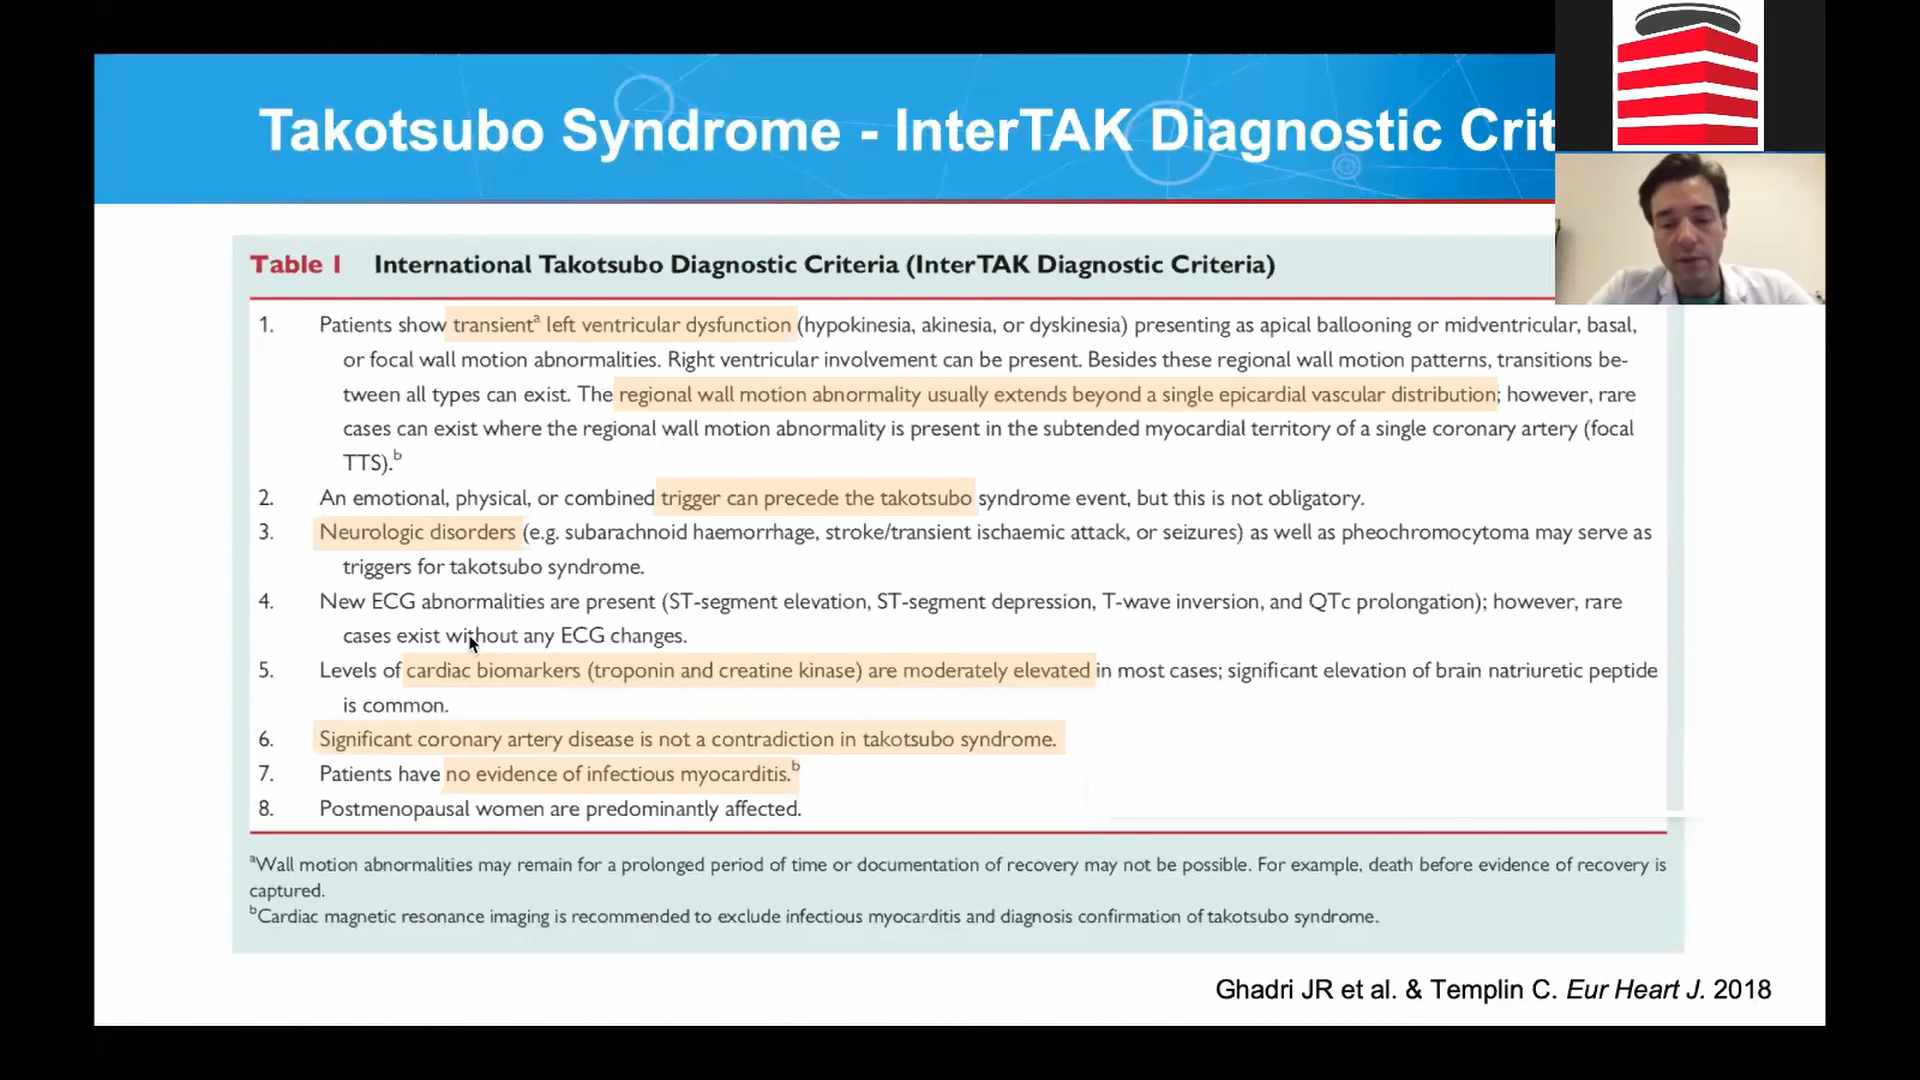 Takotsubo Syndrome - InterTAK Diagnostic Crit
Table 1 International Takotsubo Diagnostic Criteria (InterTAK Diagnostic Criteria)
1. Patients show transientᵃ left ventricular dysfunction (hypokinesia, akinesia, or dyskinesia) presenting as apical ballooning or midventricular, basal,
or focal wall motion abnormalities. Right ventricular involvement can be present. Besides these regional wall motion patterns, transitions be-
tween all types can exist. The regional wall motion abnormality usually extends beyond a single epicardial vascular distribution; however, rare
cases can exist where the regional wall motion abnormality is present in the subtended myocardial territory of a single coronary artery (focal
TTS).ᵇ
2. An emotional, physical, or combined trigger can precede the takotsubo syndrome event, but this is not obligatory.
3. Neurologic disorders (e.g. subarachnoid haemorrhage, stroke/transient ischaemic attack, or seizures) as well as pheochromocytoma may serve as
triggers for takotsubo syndrome.
4. New ECG abnormalities are present (ST-segment elevation, ST-segment depression, T-wave inversion, and QTc prolongation); however, rare
cases exist without any ECG changes.
5. Levels of cardiac biomarkers (troponin and creatine kinase) are moderately elevated in most cases; significant elevation of brain natriuretic peptide
is common.
6. Significant coronary artery disease is not a contradiction in takotsubo syndrome.
7. Patients have no evidence of infectious myocarditis.ᵇ
8. Postmenopausal women are predominantly affected.
ᵃWall motion abnormalities may remain for a prolonged period of time or documentation of recovery may not be possible. For example, death before evidence of recovery is
captured.
ᵇCardiac magnetic resonance imaging is recommended to exclude infectious myocarditis and diagnosis confirmation of takotsubo syndrome.
Ghadri JR et al. & Templin C. Eur Heart J. 2018